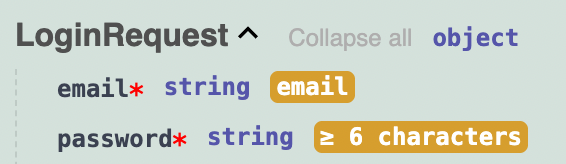 LoginRequest Collapse all object
email* string email
password* string ≥ 6 characters